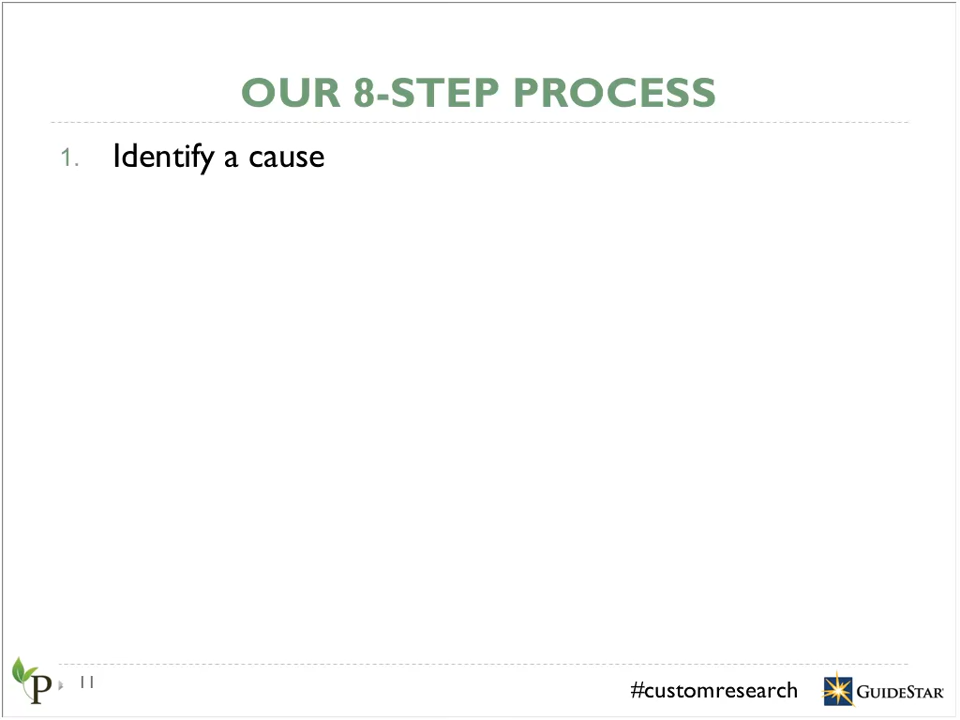 OUR 8-STEP PROCESS
1. Identify a cause
P
11
#customresearch
GUIDESTAR